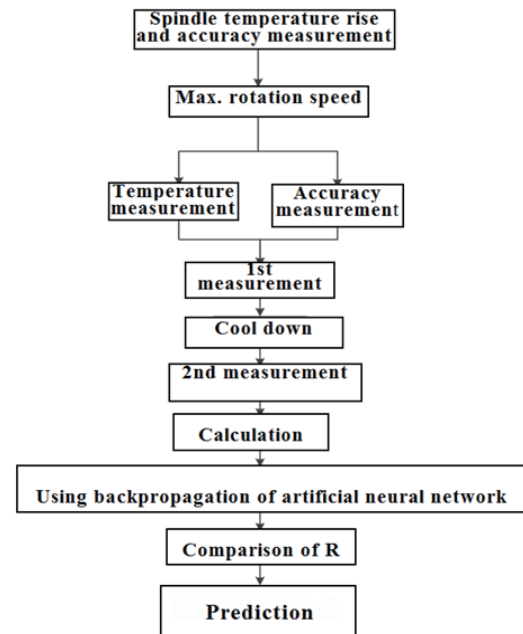 Spindle temperature rise
and accuracy measurement
Max. rotation speed
Temperature
measurement
Accuracy
measurement
1st
measurement
Cool down
2nd measurement
Calculation
Using backpropagation of artificial neural network
Comparison of R
Prediction